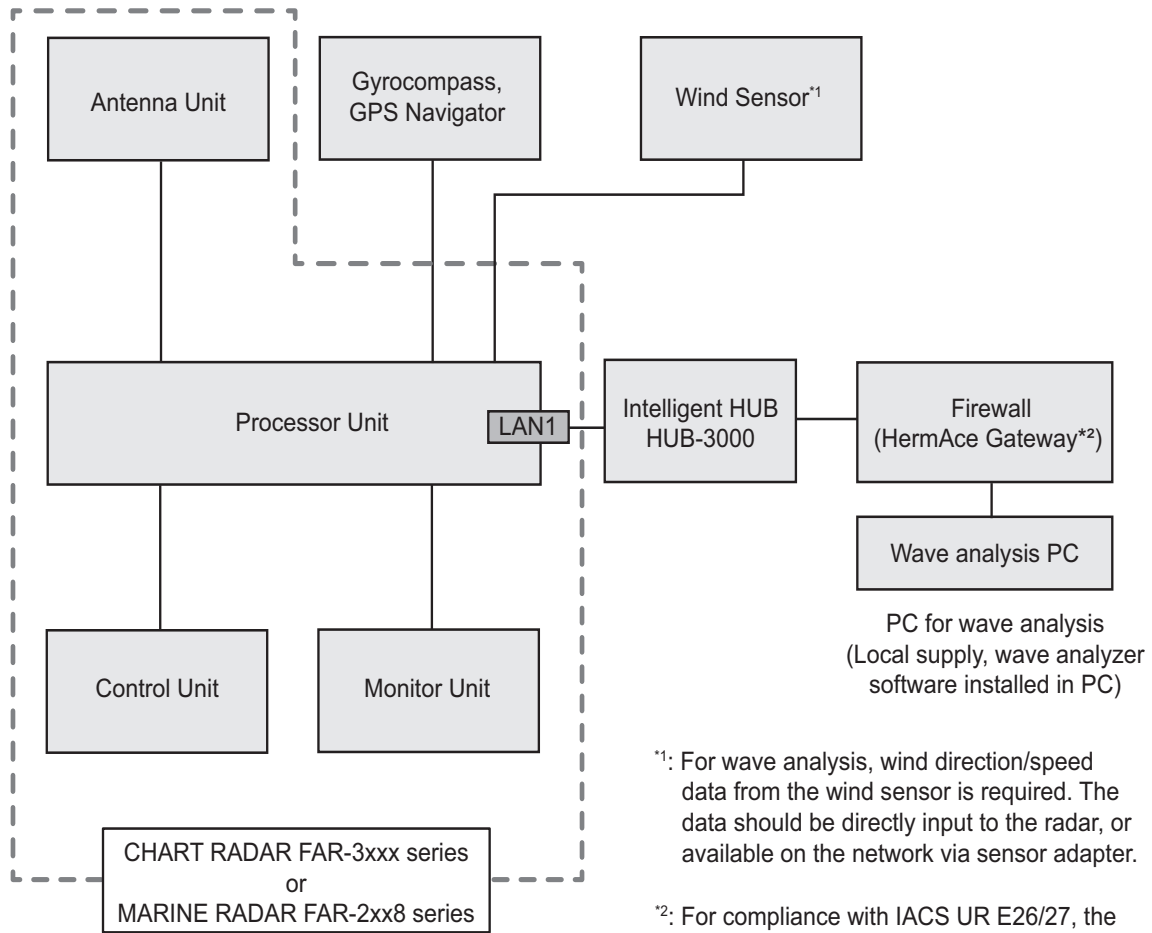 Antenna Unit
Gyrocompass,
GPS Navigator
Wind Sensor*1
Processor Unit
LAN1
Intelligent HUB
HUB-3000
Firewall
(HermAce Gateway*²)
Wave analysis PC
PC for wave analysis
(Local supply, wave analyzer
software installed in PC)
Control Unit
Monitor Unit
CHART RADAR FAR-3xxx series
or
MARINE RADAR FAR-2xx8 series
*1: For wave analysis, wind direction/speed
data from the wind sensor is required. The
data should be directly input to the radar, or
available on the network via sensor adapter.
*2: For compliance with IACS UR E26/27, the